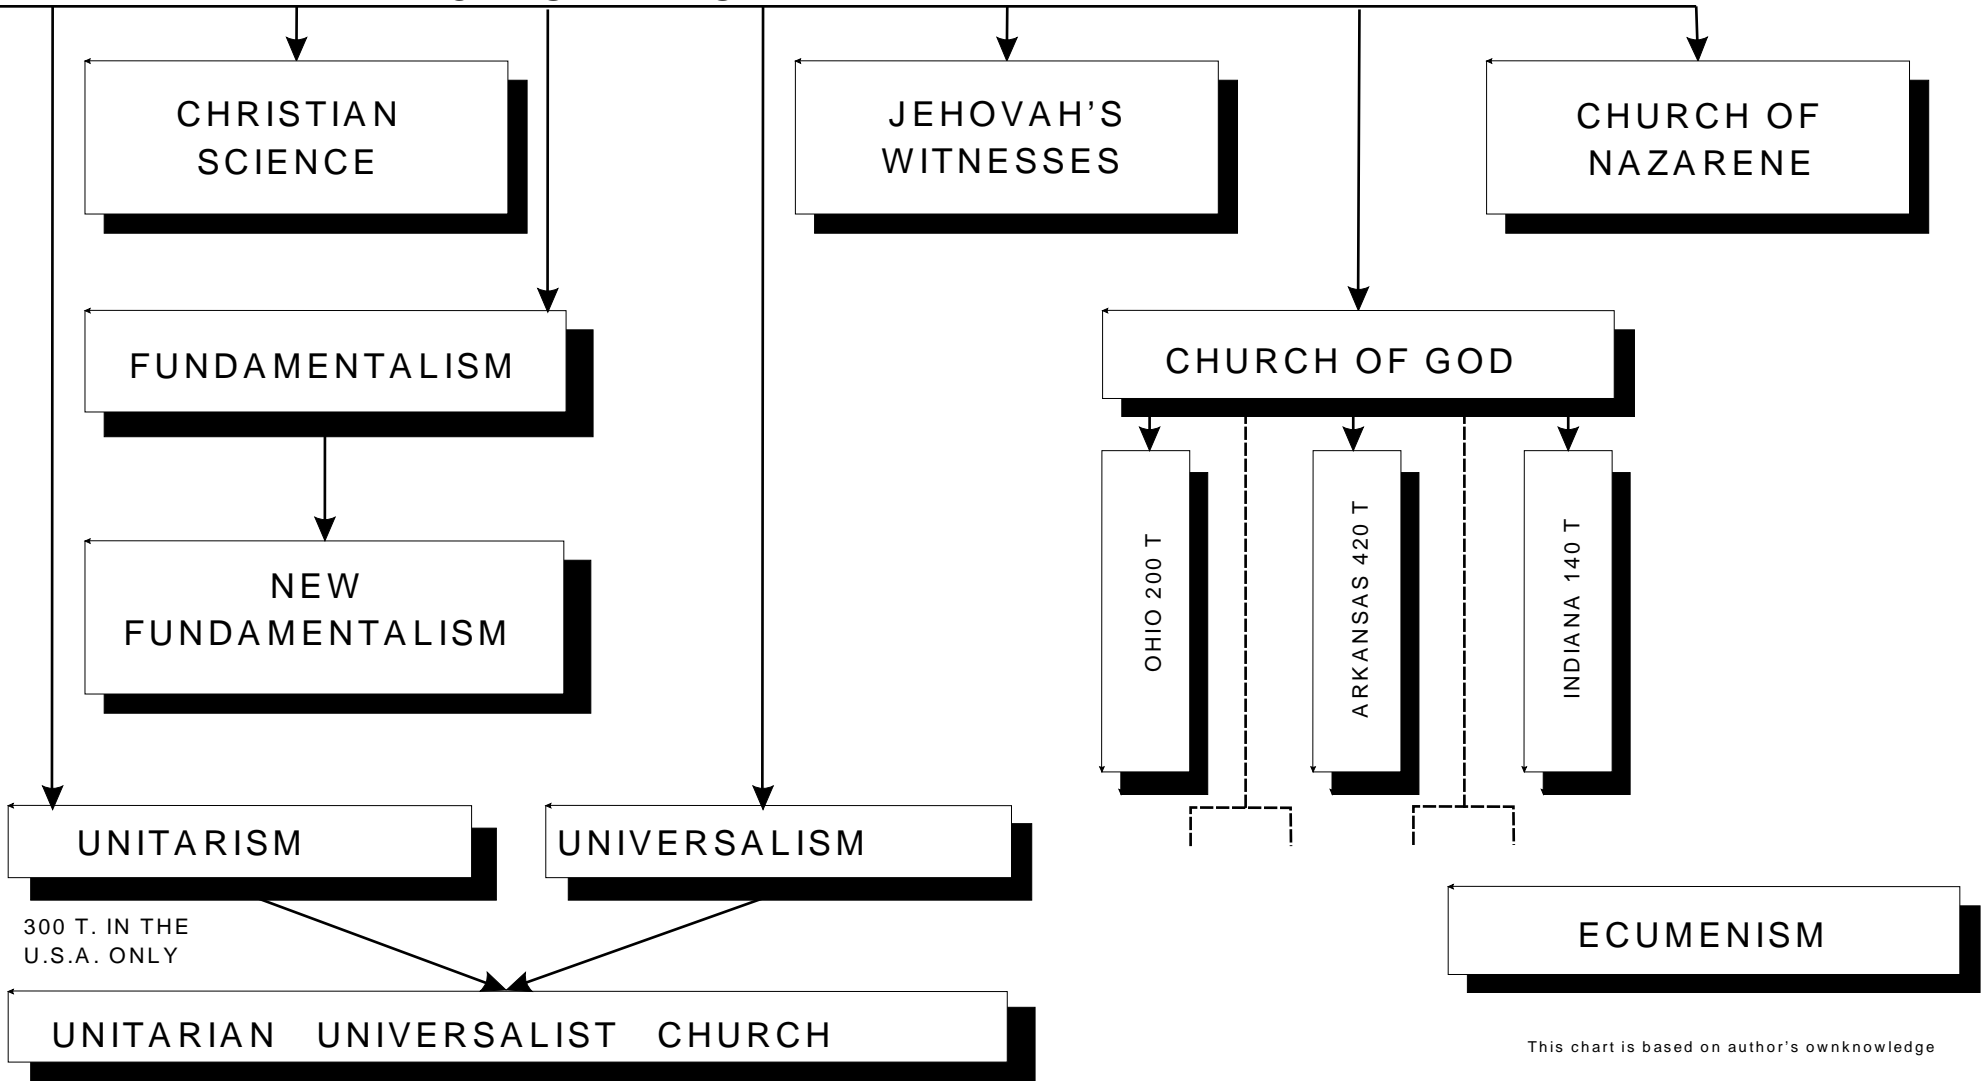 CHRISTIAN
SCIENCE
JEHOVAH’S
WITNESSES
CHURCH OF
NAZARENE
FUNDAMENTALISM
CHURCH OF GOD
NEW
FUNDAMENTALISM
OHIO 200 T
ARKANSAS 420 T
INDIANA 140 T
UNITARISM
UNIVERSALISM
300 T. IN THE
U.S.A. ONLY
ECUMENISM
UNITARIAN UNIVERSALIST CHURCH
This chart is based on author’s ownknowledge